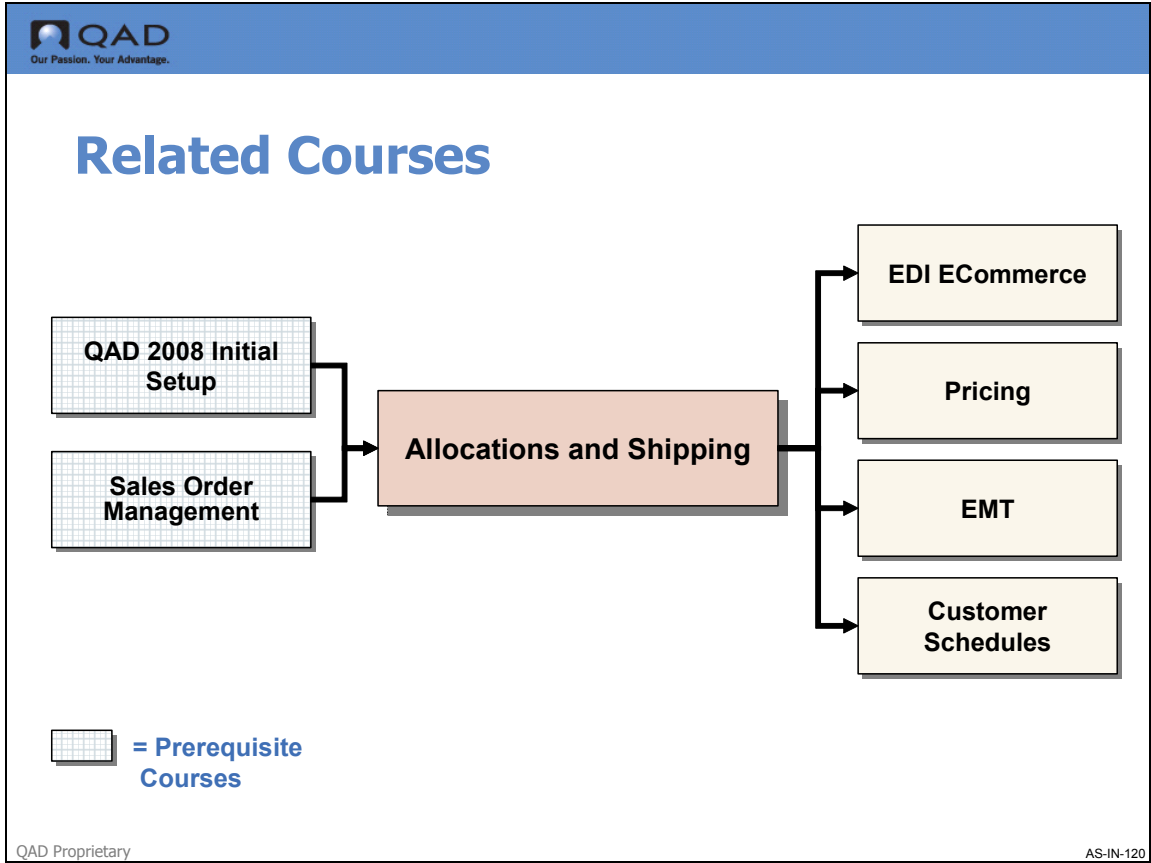 QAD
Our Passion. Your Advantage.
Related Courses
QAD 2008 Initial
Setup
Sales Order
Management
Allocations and Shipping
EDI ECommerce
Pricing
EMT
Customer
Schedules
= Prerequisite
Courses
QAD Proprietary
AS-IN-120